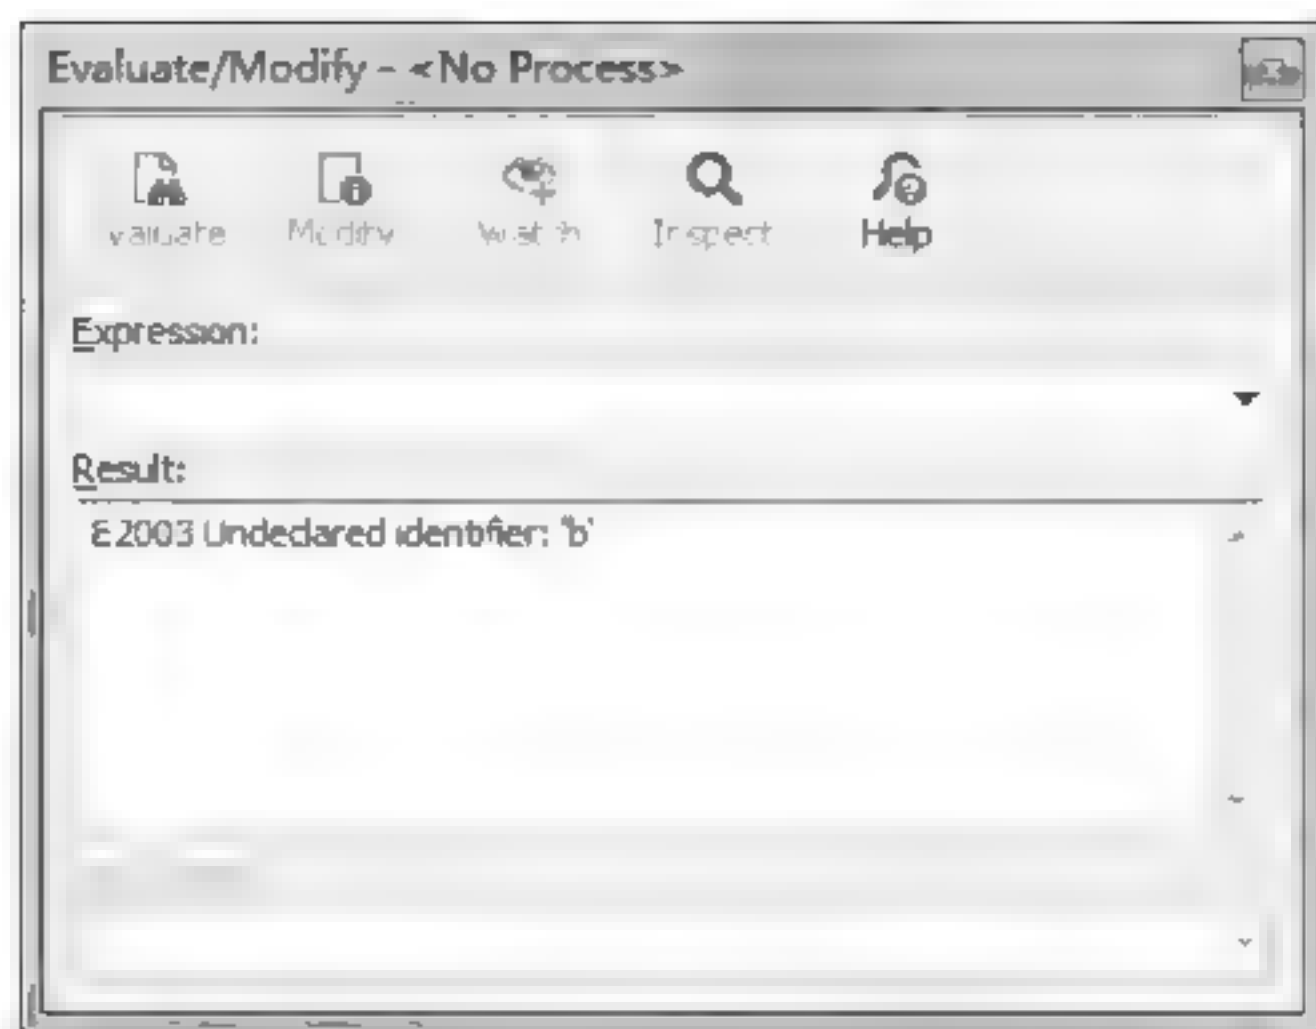 Evaluate/Modify - <No Process>
Evaluate Modify Watch Inspect Help
Expression:
Result:
E2003 Undeclared identifier: 'b'